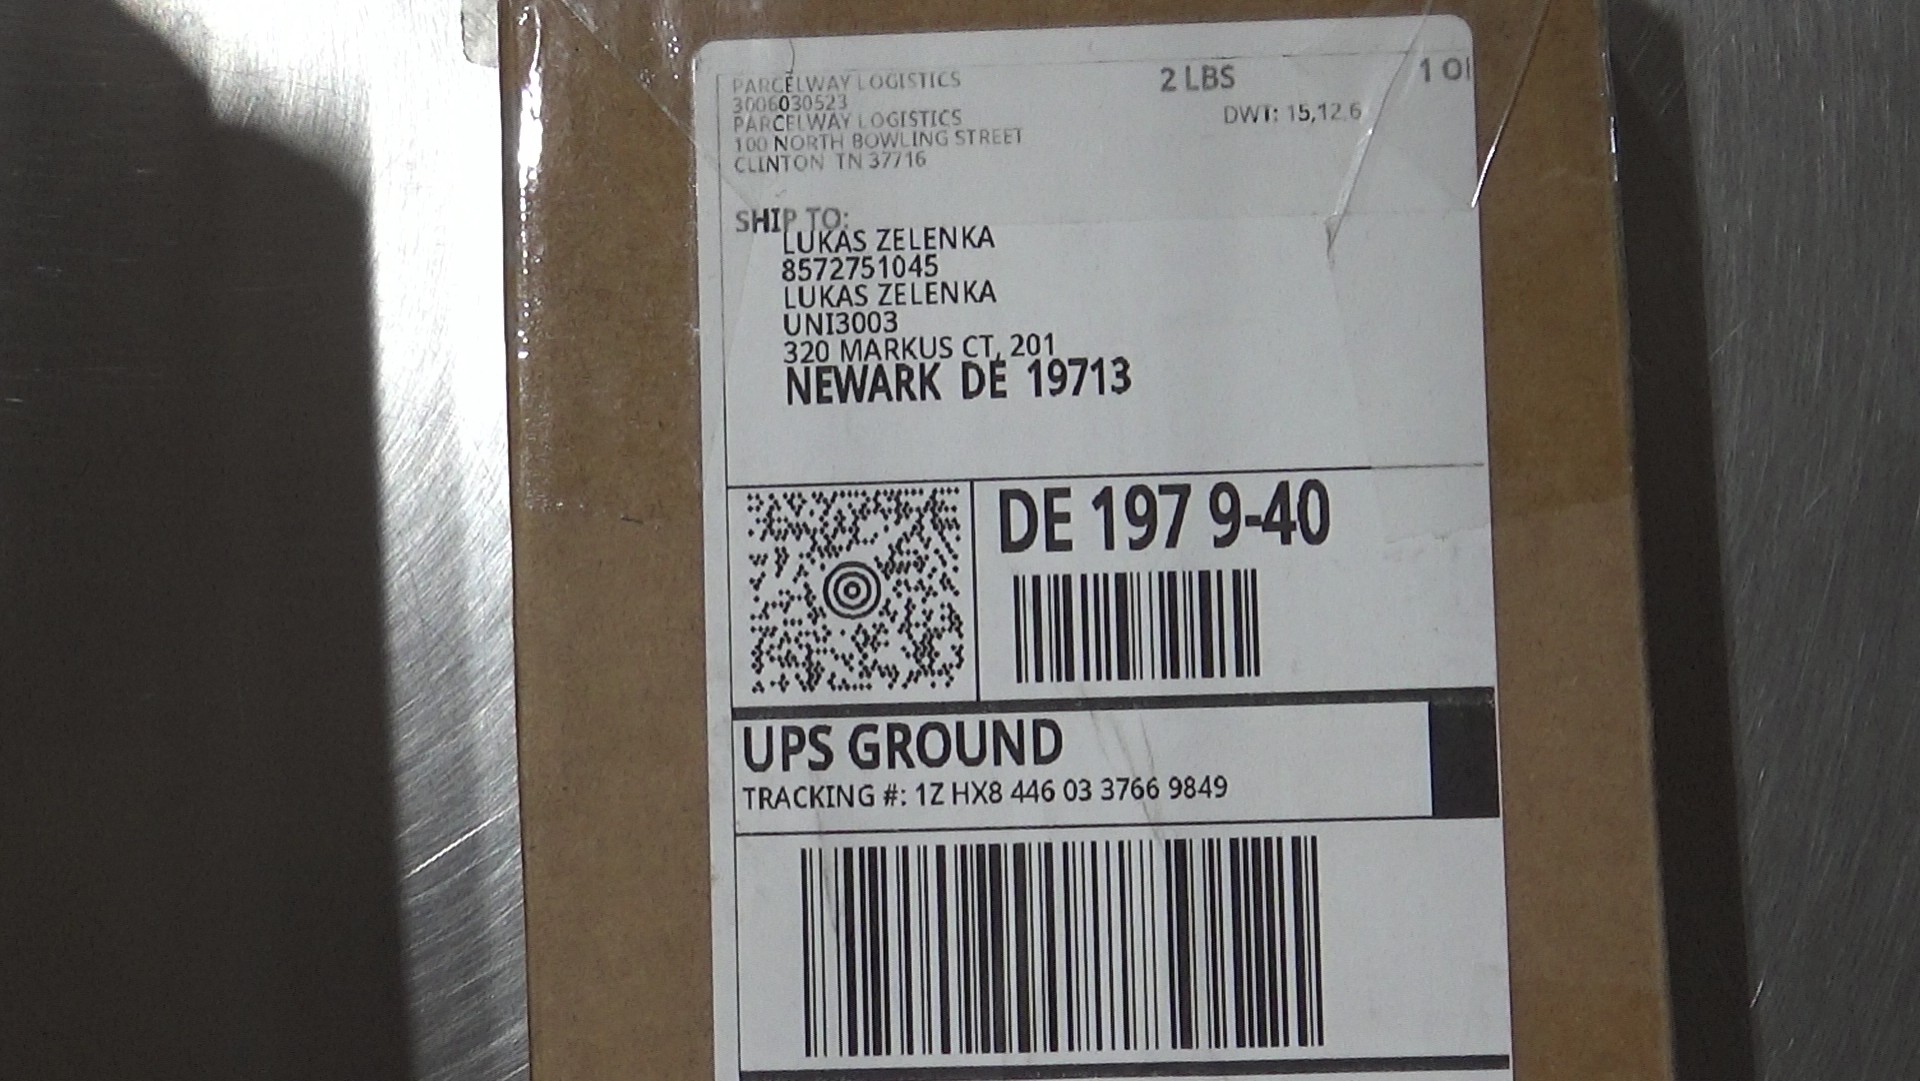 PARCELWAY LOGISTICS
3006030523
PARCELWAY LOGISTICS
100 NORTH BOWLING STREET
CLINTON TN 37716
2 LBS
1 O
DWT: 15,12,6
SHIP TO:
LUKAS ZELENKA
8572751045
LUKAS ZELENKA
UNI3003
320 MARKUS CT, 201
NEWARK DE 19713
DE 197 9-40
UPS GROUND
TRACKING #: 1Z HX8 446 03 3766 9849